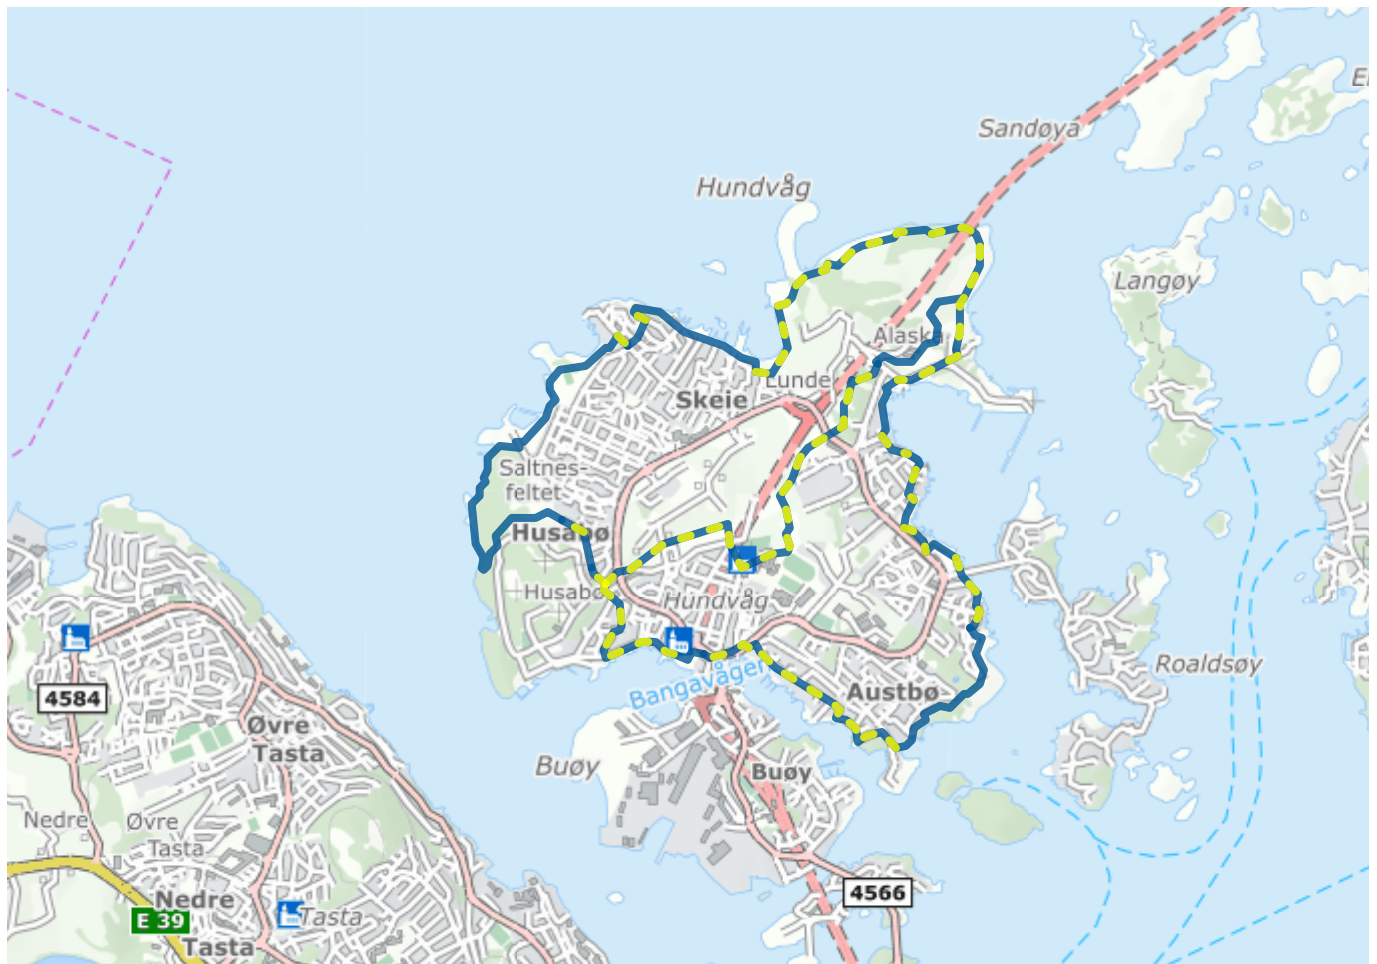 Sandøya
Hundvåg
Langøy
Alaska
Lunde
Skeie
Saltnes-
feltet
Husabø
Husabø
Hundvåg
Bangavågen
Austbø
Roaldsøy
4584
Øvre
Tasta
Buøy
Buøy
Nedre
Øvre
Tasta
Nedre
Tasta
E 39
Tasta
4566